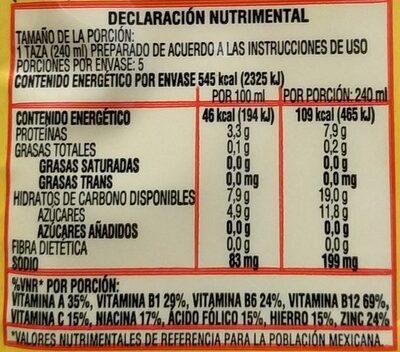 DECLARACIÓN NUTRIMENTAL
TAMAÑO DE LA PORCIÓN:
1 TAZA (240 ml) PREPARADO DE ACUERDO A LAS INSTRUCCIONES DE USO
PORCIONES POR ENVASE: 5
CONTENIDO ENERGÉTICO POR ENVASE 545 kcal (2325 kJ)
POR 100 ml POR PORCIÓN: 240 ml
CONTENIDO ENERGÉTICO 46 kcal (194 kJ) 109 kcal (465 kJ)
PROTEÍNAS 3,3 g 7,9 g
GRASAS TOTALES 0,1 g 0,2 g
GRASAS SATURADAS 0,0 g 0,0 g
GRASAS TRANS 0,0 mg 0,0 mg
HIDRATOS DE CARBONO DISPONIBLES 7,9 g 19,0 g
AZÚCARES 4,9 g 11,8 g
AZÚCARES AÑADIDOS 0,0 g 0,0 g
FIBRA DIETÉTICA 0,0 g 0,0 g
SODIO 83 mg 199 mg
%VNR* POR PORCIÓN:
VITAMINA A 35%, VITAMINA B1 29%, VITAMINA B6 24%, VITAMINA B12 69%,
VITAMINA C 15%, NIACINA 17%, ÁCIDO FÓLICO 15%, HIERRO 15%, ZINC 24%
*VALORES NUTRIMENTALES DE REFERENCIA PARA LA POBLACIÓN MEXICANA.